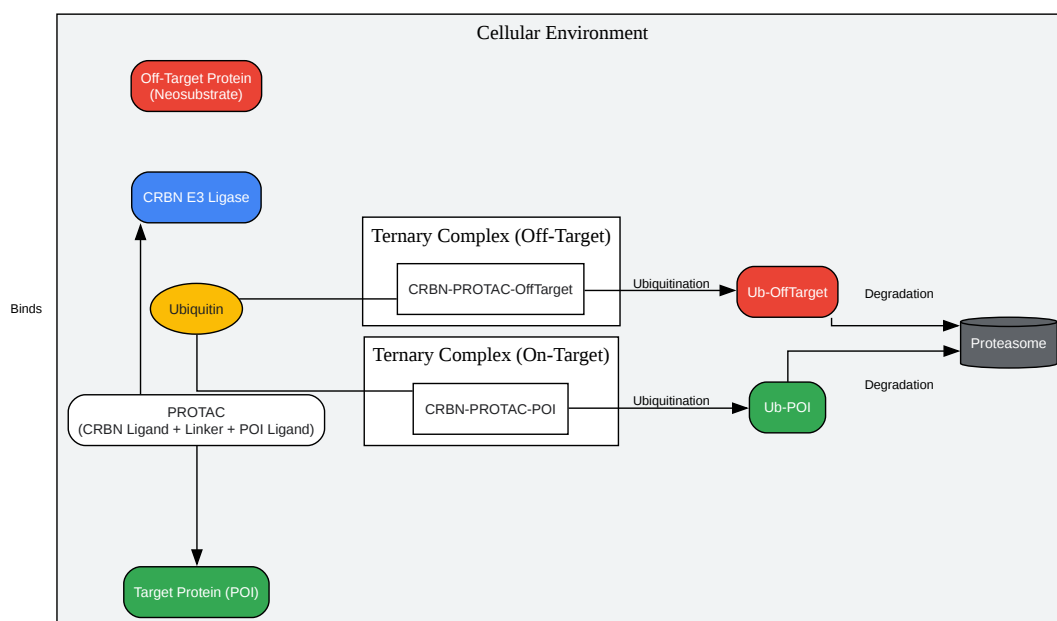 Cellular Environment
Off-Target Protein
(Neosubstrate)
CRBN E3 Ligase
Ternary Complex (Off-Target)
CRBN-PROTAC-OffTarget
Ubiquitination
Ub-OffTarget
Degradation
Binds
Ubiquitin
Proteasome
Ternary Complex (On-Target)
CRBN-PROTAC-POI
Ubiquitination
Ub-POI
Degradation
PROTAC
(CRBN Ligand + Linker + POI Ligand)
Target Protein (POI)